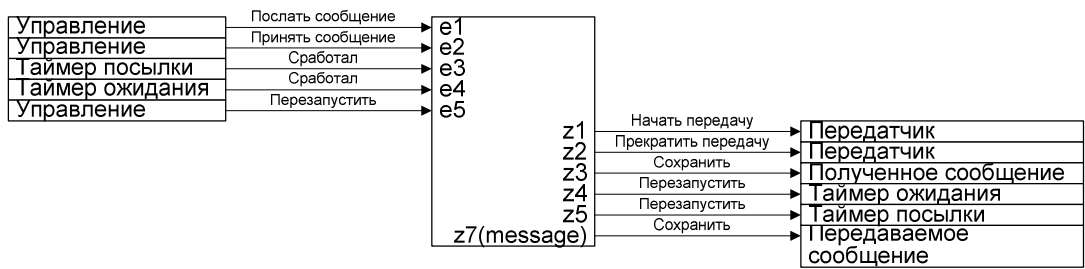 Управление Послать сообщение e1
Управление Принять сообщение e2
Таймер посылки Сработал e3
Таймер ожидания Сработал e4
Управление Перезапустить e5
z1 Начать передачу Передатчик
z2 Прекратить передачу Передатчик
z3 Сохранить Полученное сообщение
z4 Перезапустить Таймер ожидания
z5 Перезапустить Таймер посылки
z7(message) Сохранить Передаваемое
сообщение